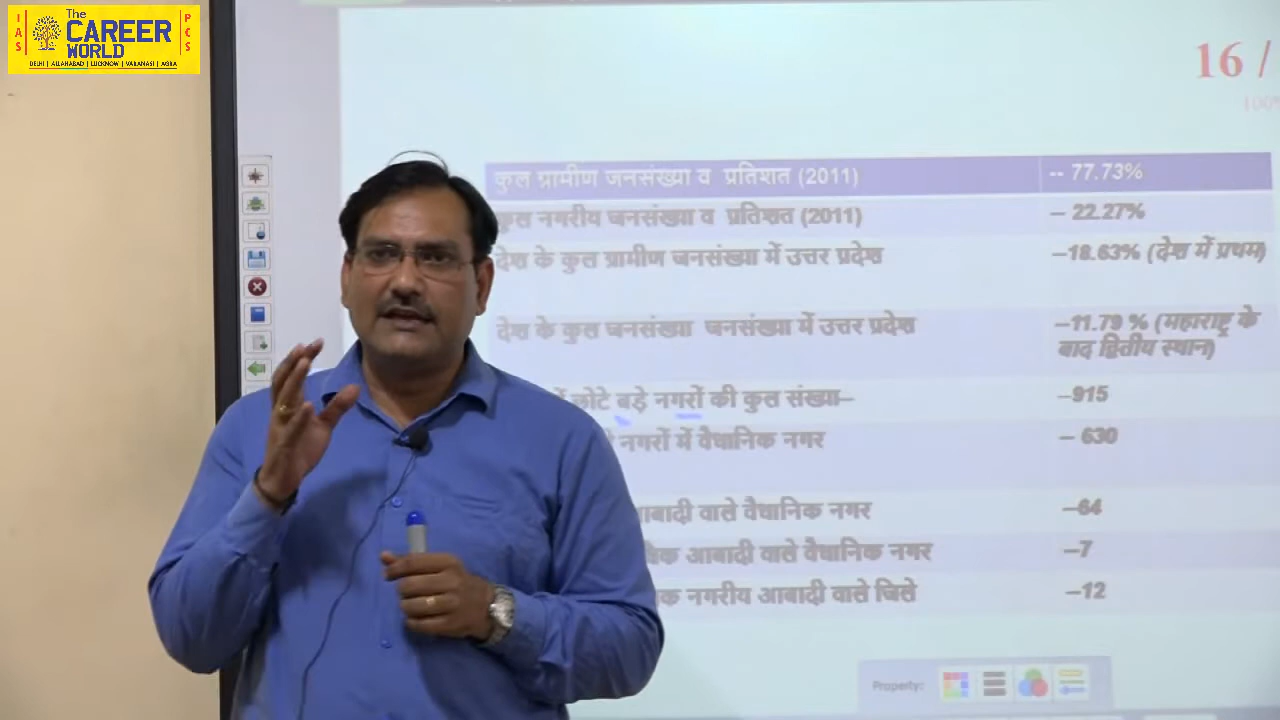 IAS
The
CAREER
WORLD
PCS
DELHI | ALLAHABAD | LUCKNOW | VARANASI | AGRA
16 /
100%
कुल ग्रामीण जनसंख्या व प्रतिशत (2011) -- 77.73%
कुल नगरीय जनसंख्या व प्रतिशत (2011) – 22.27%
देश के कुल ग्रामीण जनसंख्या में उत्तर प्रदेश –18.63% (देश में प्रथम)
देश के कुल जनसंख्या जनसंख्या में उत्तर प्रदेश –11.79 % (महाराष्ट्र के
बाद द्वितीय स्थान)
छोटे बड़े नगरों की कुल संख्या– –915
नगरों में वैधानिक नगर – 630
आबादी वाले वैधानिक नगर –64
आबादी वाले वैधानिक नगर –7
नगरीय आबादी वाले जिले –12
Property: